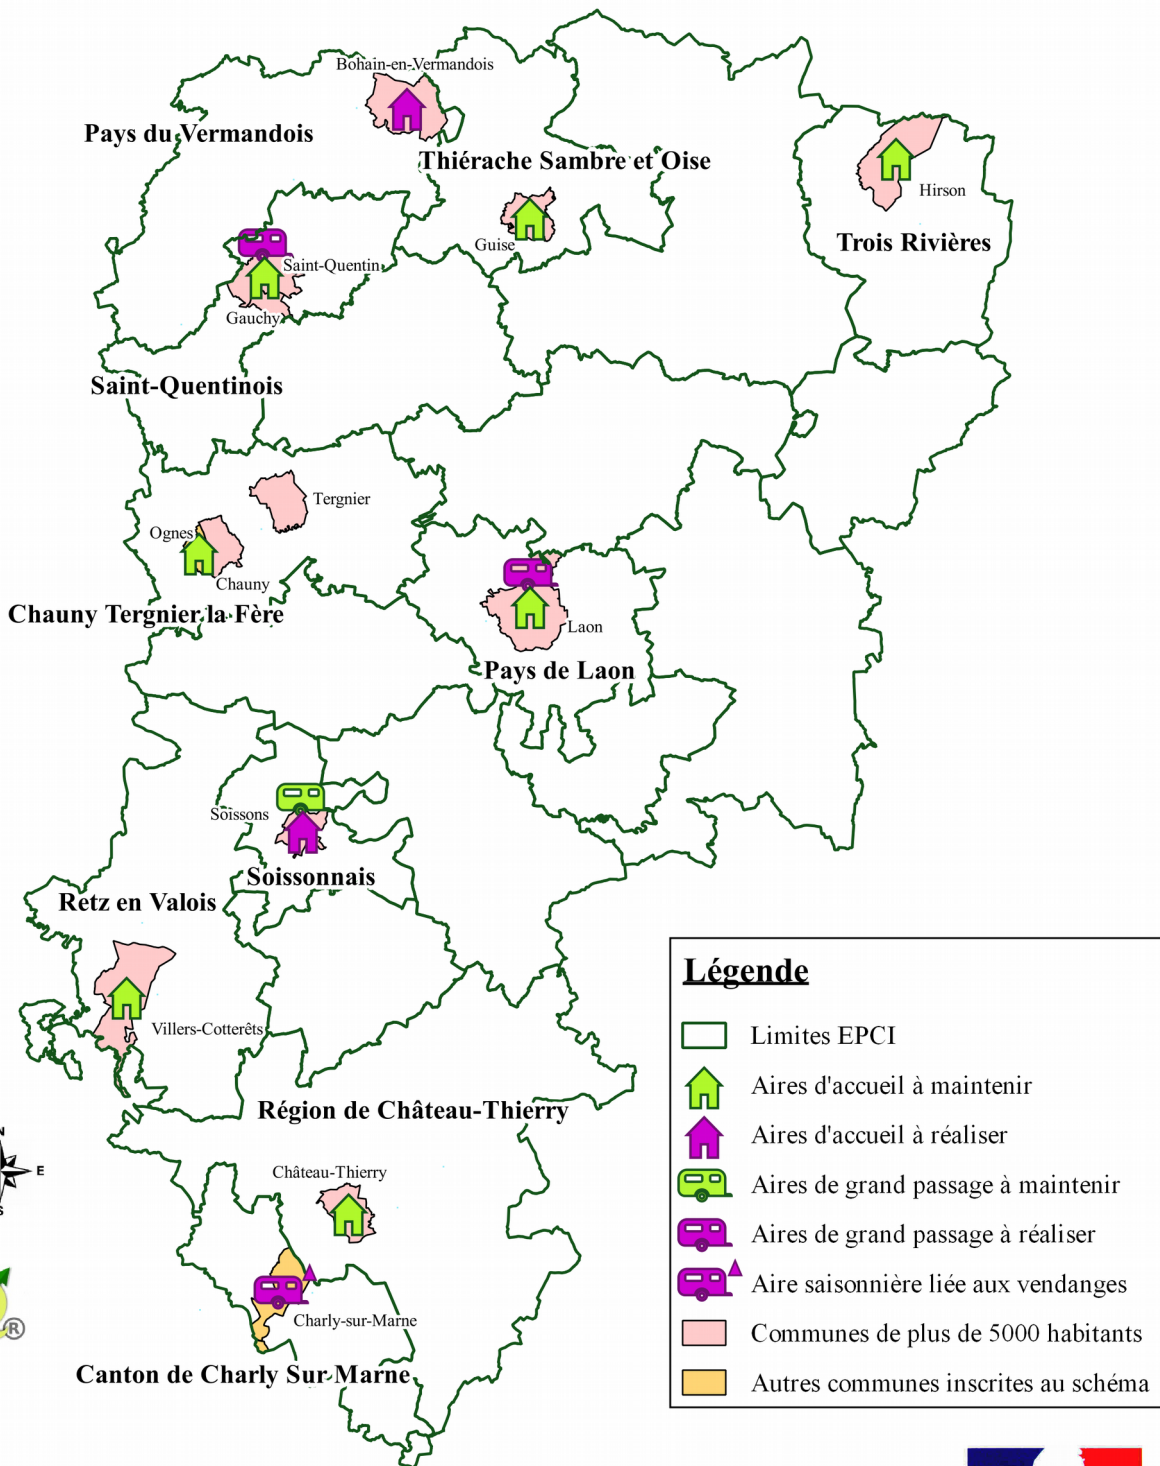 Bohain-en-Vermandois
Pays du Vermandois
Thiérache Sambre et Oise
Hirson
Guise
Trois Rivières
Saint-Quentin
Gauchy
Saint-Quentinois
Tergnier
Ognes
Chauny
Chauny Tergnier la Fère
Laon
Pays de Laon
Soissons
Soissonnais
Retz en Valois
Villers-Cotterêts
Région de Château-Thierry
Château-Thierry
Charly-sur-Marne
Canton de Charly Sur Marne
N
E
S
®
Légende
Limites EPCI
Aires d'accueil à maintenir
Aires d'accueil à réaliser
Aires de grand passage à maintenir
Aires de grand passage à réaliser
Aire saisonnière liée aux vendanges
Communes de plus de 5000 habitants
Autres communes inscrites au schéma